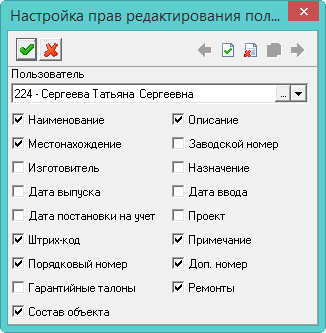 Настройка прав редактирования пол...
Пользователь
224 - Сергеева Татьяна Сергеевна
Наименование
Описание
Местонахождение
Заводской номер
Изготовитель
Назначение
Дата выпуска
Дата ввода
Дата постановки на учет
Проект
Штрих-код
Примечание
Порядковый номер
Доп. номер
Гарантийные талоны
Ремонты
Состав объекта